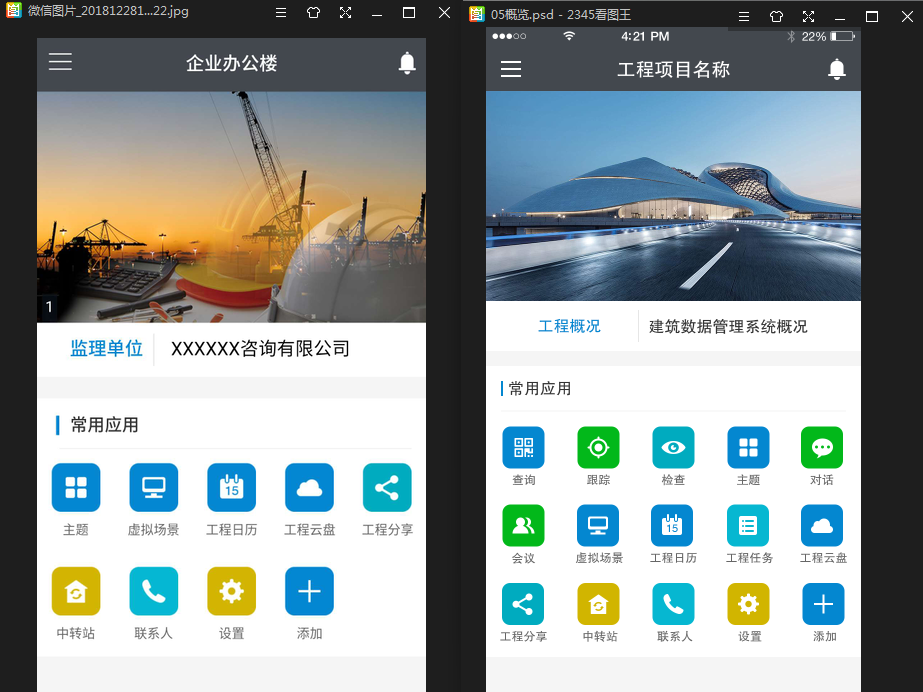 微信图片_201812281...22.jpg
企业办公楼
1
监理单位
XXXXXX咨询有限公司
常用应用
主题
虚拟场景
工程日历
工程云盘
工程分享
15
中转站
联系人
设置
添加
05概览.psd - 2345看图王
4:21 PM
22%
工程项目名称
工程概况
建筑数据管理系统概况
常用应用
查询
跟踪
检查
主题
对话
15
会议
虚拟场景
工程日历
工程任务
工程云盘
工程分享
中转站
联系人
设置
添加